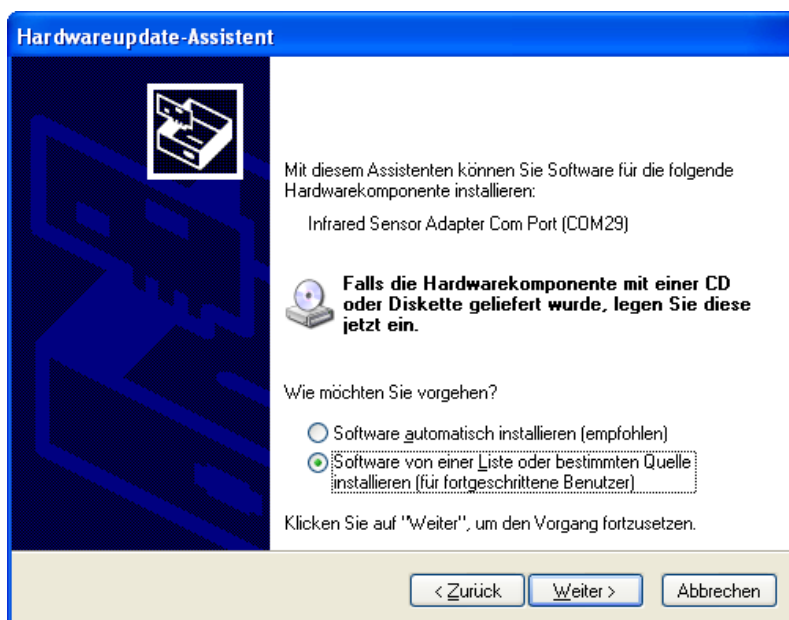 Hardwareupdate-Assistent
Mit diesem Assistenten können Sie Software für die folgende
Hardwarekomponente installieren:
Infrared Sensor Adapter Com Port (COM29)
Falls die Hardwarekomponente mit einer CD
oder Diskette geliefert wurde, legen Sie diese
jetzt ein.
Wie möchten Sie vorgehen?
Software automatisch installieren (empfohlen)
Software von einer Liste oder bestimmten Quelle
installieren (für fortgeschrittene Benutzer)
Klicken Sie auf "Weiter", um den Vorgang fortzusetzen.
< Zurück Weiter > Abbrechen